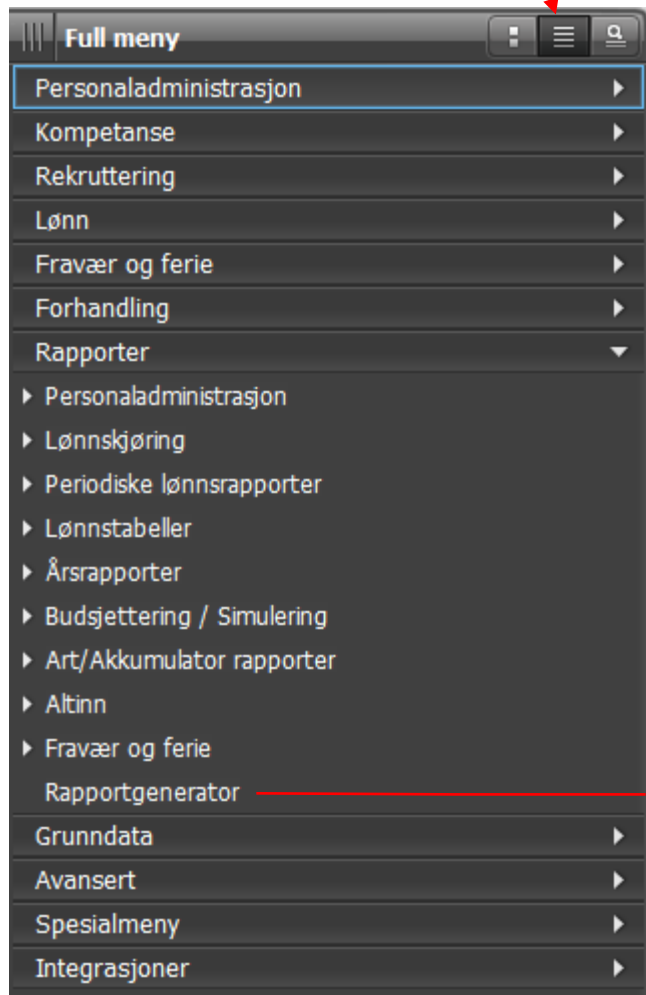 Full meny
Personaladministrasjon
Kompetanse
Rekruttering
Lønn
Fravær og ferie
Forhandling
Rapporter
Personaladministrasjon
Lønnskjøring
Periodiske lønnsrapporter
Lønnstabeller
Årsrapporter
Budsjettering / Simulering
Art/Akkumulator rapporter
Altinn
Fravær og ferie
Rapportgenerator
Grunndata
Avansert
Spesialmeny
Integrasjoner